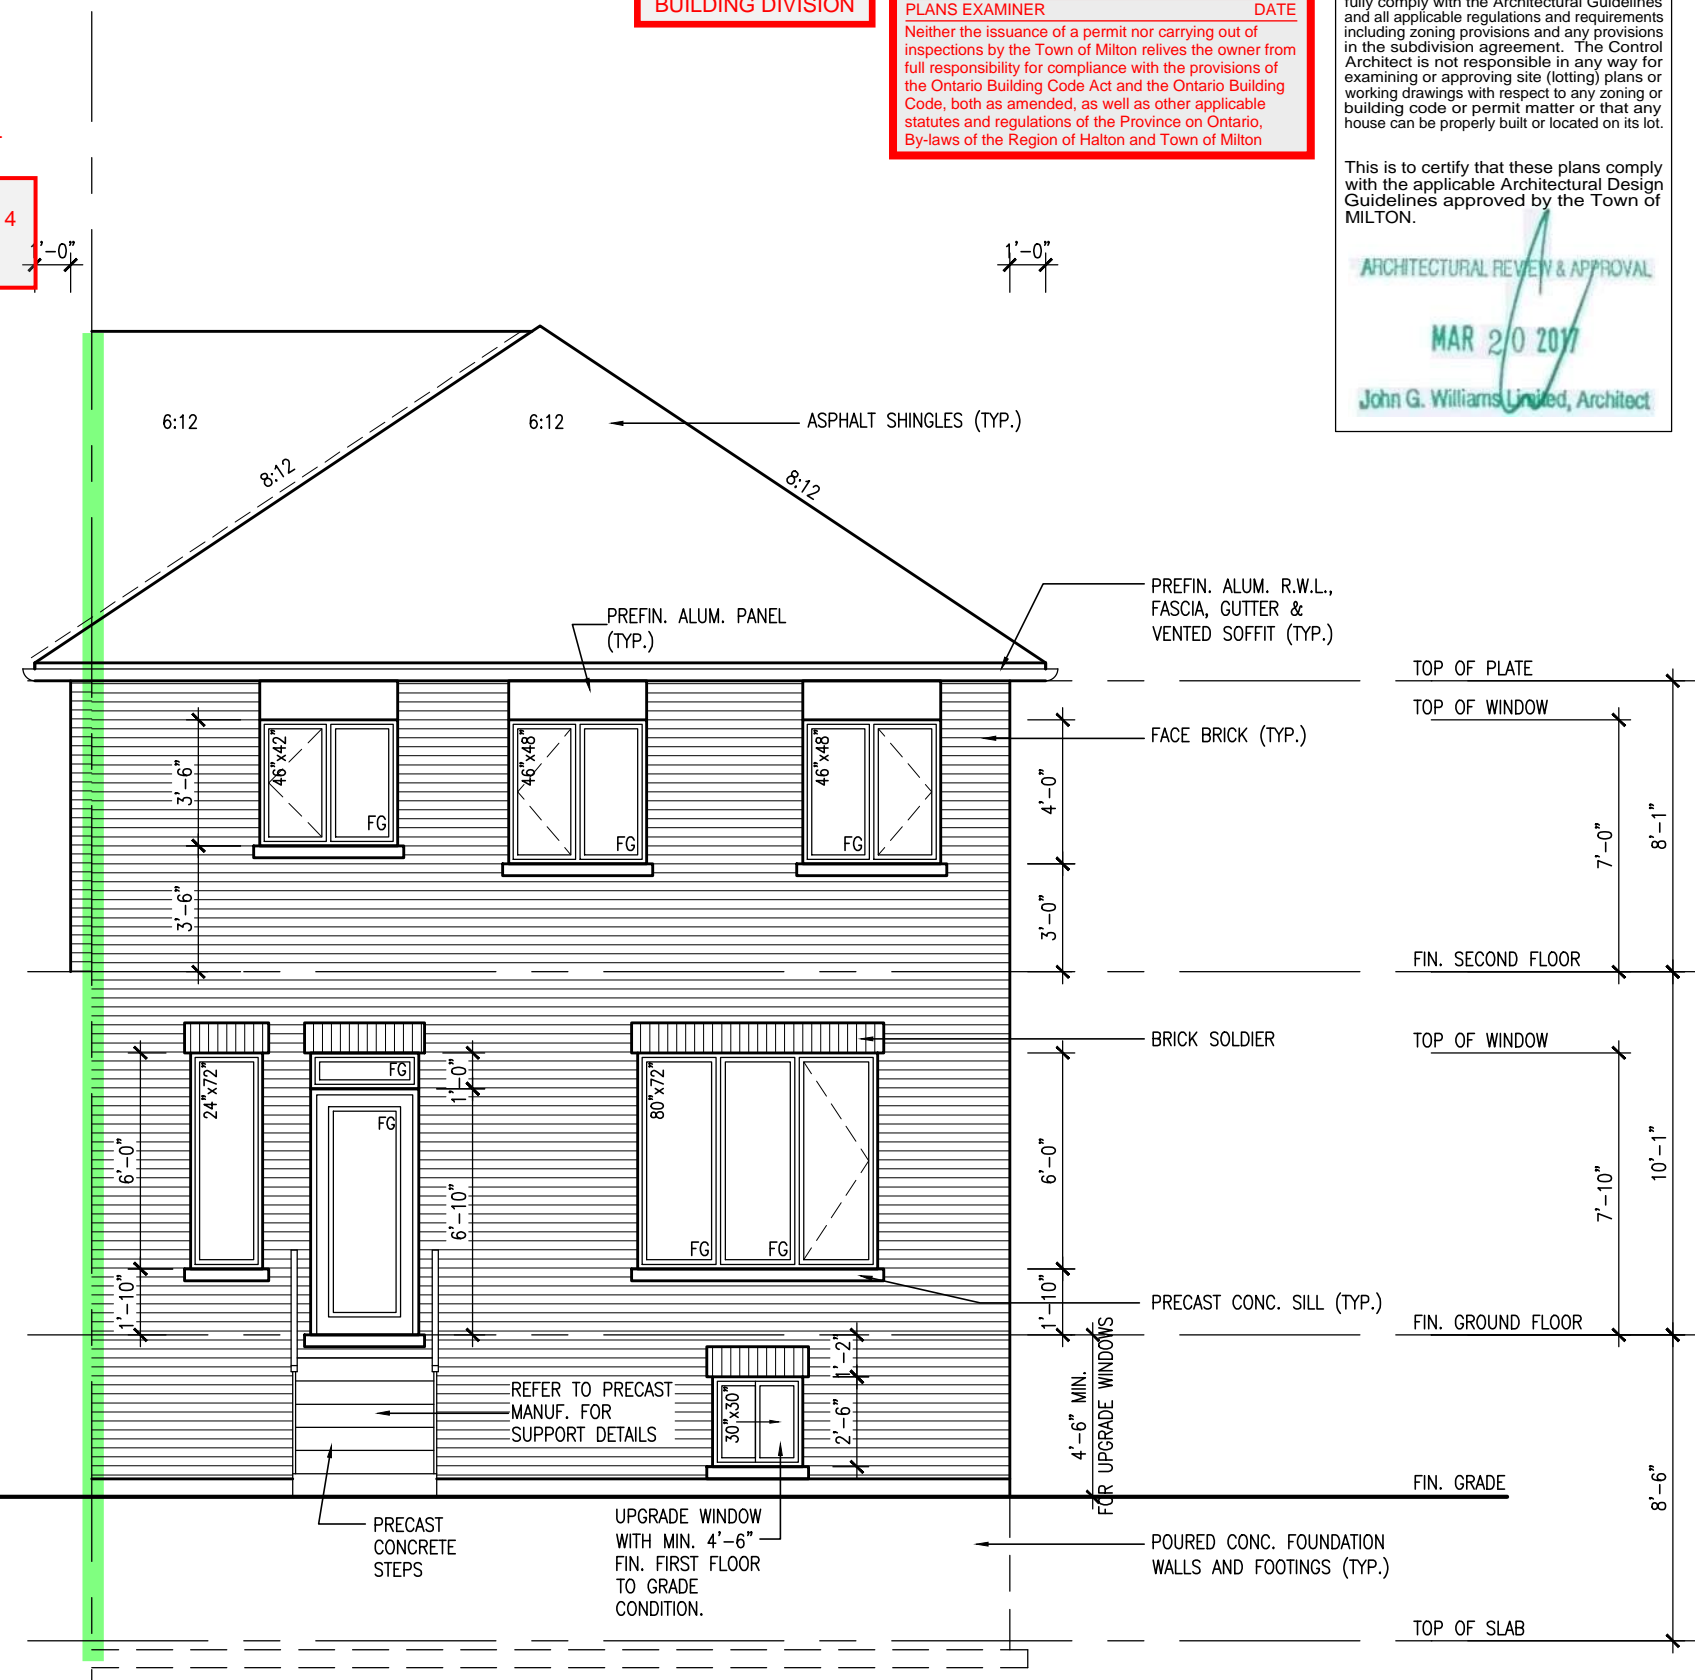 BUILDING DIVISION
PLANS EXAMINER DATE
Neither the issuance of a permit nor carrying out of
inspections by the Town of Milton relives the owner from
full responsibility for compliance with the provisions of
the Ontario Building Code Act and the Ontario Building
Code, both as amended, as well as other applicable
statutes and regulations of the Province on Ontario,
By-laws of the Region of Halton and Town of Milton
fully comply with the Architectural Guidelines
and all applicable regulations and requirements
including zoning provisions and any provisions
in the subdivision agreement. The Control
Architect is not responsible in any way for
examining or approving site (lotting) plans or
working drawings with respect to any zoning or
building code or permit matter or that any
house can be properly built or located on its lot.
This is to certify that these plans comply
with the applicable Architectural Design
Guidelines approved by the Town of
MILTON.
ARCHITECTURAL REVIEW & APPROVAL
MAR 20 2017
John G. Williams Limited, Architect
4
1'-0"
1'-0"
6:12
8:12
6:12
8:12
ASPHALT SHINGLES (TYP.)
PREFIN. ALUM. PANEL
(TYP.)
PREFIN. ALUM. R.W.L.,
FASCIA, GUTTER &
VENTED SOFFIT (TYP.)
TOP OF PLATE
TOP OF WINDOW
FACE BRICK (TYP.)
46"x42"
FG
46"x48"
FG
46"x48"
FG
3'-6"
3'-6"
4'-0"
3'-0"
7'-0"
8'-1"
FIN. SECOND FLOOR
BRICK SOLDIER
TOP OF WINDOW
24"x72"
FG
FG
80"x72"
FG
FG
6'-0"
1'-10"
1'-0"
6'-10"
6'-0"
1'-10"
7'-10"
10'-1"
PRECAST CONC. SILL (TYP.)
FIN. GROUND FLOOR
REFER TO PRECAST
MANUF. FOR
SUPPORT DETAILS
30"x30"
1'-2"
2'-6"
4'-6" MIN.
FOR UPGRADE WINDOWS
FIN. GRADE
8'-6"
PRECAST
CONCRETE
STEPS
UPGRADE WINDOW
WITH MIN. 4'-6"
FIN. FIRST FLOOR
TO GRADE
CONDITION.
POURED CONC. FOUNDATION
WALLS AND FOOTINGS (TYP.)
TOP OF SLAB